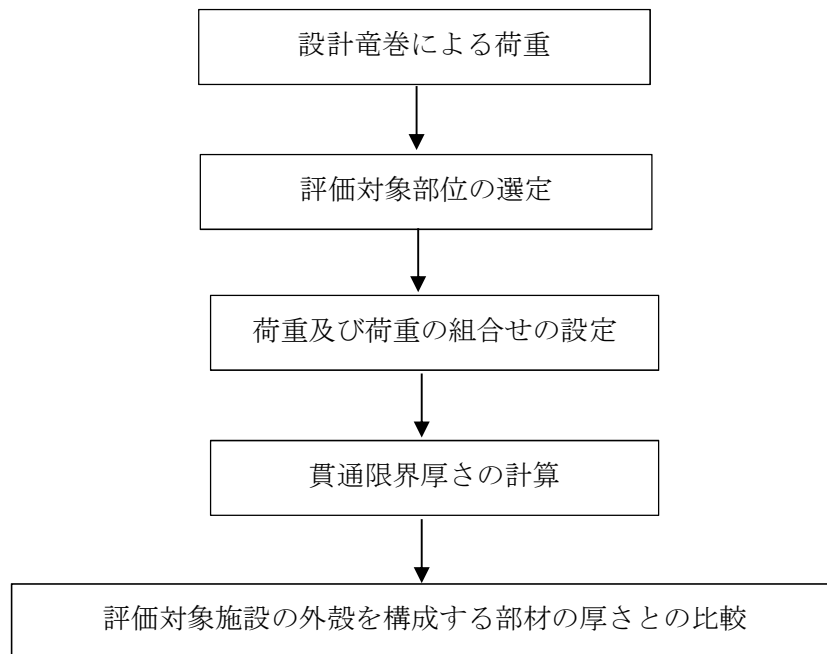 設計竜巻による荷重
評価対象部位の選定
荷重及び荷重の組合せの設定
貫通限界厚さの計算
評価対象施設の外殻を構成する部材の厚さとの比較